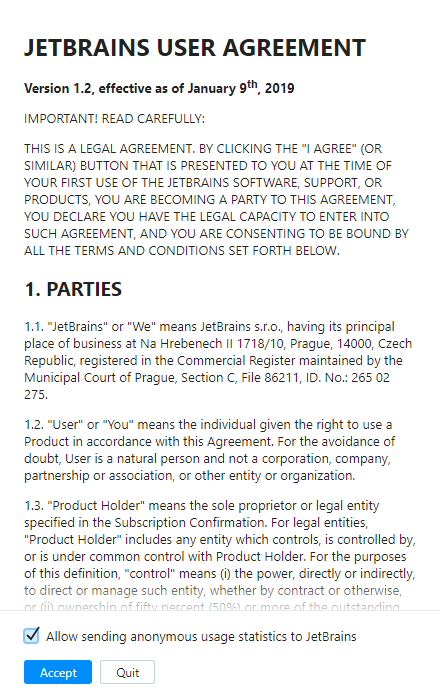 JETBRAINS USER AGREEMENT
Version 1.2, effective as of January 9th, 2019
IMPORTANT! READ CAREFULLY:
THIS IS A LEGAL AGREEMENT. BY CLICKING THE "I AGREE" (OR
SIMILAR) BUTTON THAT IS PRESENTED TO YOU AT THE TIME OF
YOUR FIRST USE OF THE JETBRAINS SOFTWARE, SUPPORT, OR
PRODUCTS, YOU ARE BECOMING A PARTY TO THIS AGREEMENT,
YOU DECLARE YOU HAVE THE LEGAL CAPACITY TO ENTER INTO
SUCH AGREEMENT, AND YOU ARE CONSENTING TO BE BOUND BY
ALL THE TERMS AND CONDITIONS SET FORTH BELOW.
1. PARTIES
1.1. "JetBrains" or "We" means JetBrains s.r.o., having its principal
place of business at Na Hrebenech II 1718/10, Prague, 14000, Czech
Republic, registered in the Commercial Register maintained by the
Municipal Court of Prague, Section C, File 86211, ID. No.: 265 02
275.
1.2. "User" or "You" means the individual given the right to use a
Product in accordance with this Agreement. For the avoidance of
doubt, User is a natural person and not a corporation, company,
partnership or association, or other entity or organization.
1.3. "Product Holder" means the sole proprietor or legal entity
specified in the Subscription Confirmation. For legal entities,
"Product Holder" includes any entity which controls, is controlled by,
or is under common control with Product Holder. For the purposes
of this definition, "control" means (i) the power, directly or indirectly,
to direct or manage such entity, whether by contract or otherwise,
or (ii) ownership of fifty percent (50%) or more of the outstanding
Allow sending anonymous usage statistics to JetBrains
Accept Quit